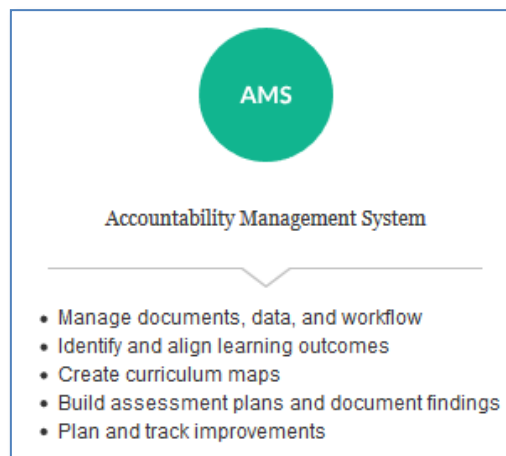 AMS
Accountability Management System
• Manage documents, data, and workflow
• Identify and align learning outcomes
• Create curriculum maps
• Build assessment plans and document findings
• Plan and track improvements